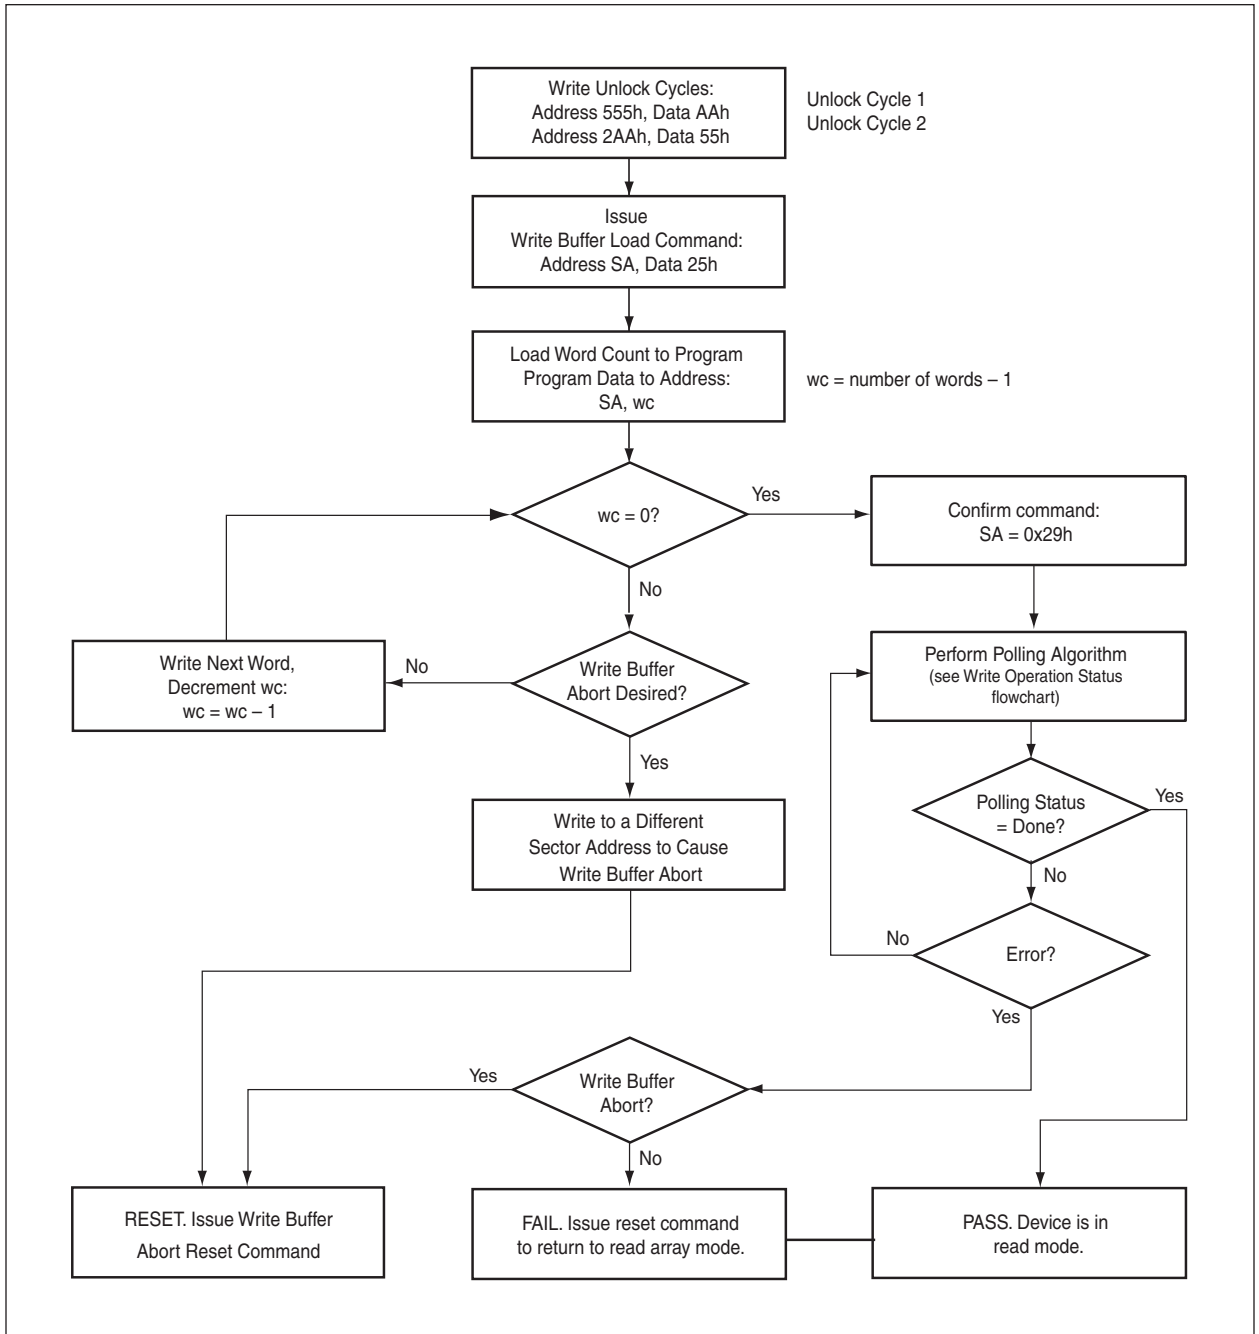 Write Unlock Cycles:
Address 555h, Data AAh
Address 2AAh, Data 55h
Unlock Cycle 1
Unlock Cycle 2
Issue
Write Buffer Load Command:
Address SA, Data 25h
Load Word Count to Program
Program Data to Address:
SA, wc
wc = number of words – 1
wc = 0?
Yes
Confirm command:
SA = 0x29h
No
Write Next Word,
Decrement wc:
wc = wc – 1
No
Write Buffer
Abort Desired?
Perform Polling Algorithm
(see Write Operation Status
flowchart)
Yes
Write to a Different
Sector Address to Cause
Write Buffer Abort
Polling Status
= Done?
Yes
No
No
Error?
Yes
Yes
Write Buffer
Abort?
No
RESET. Issue Write Buffer
Abort Reset Command
FAIL. Issue reset command
to return to read array mode.
PASS. Device is in
read mode.